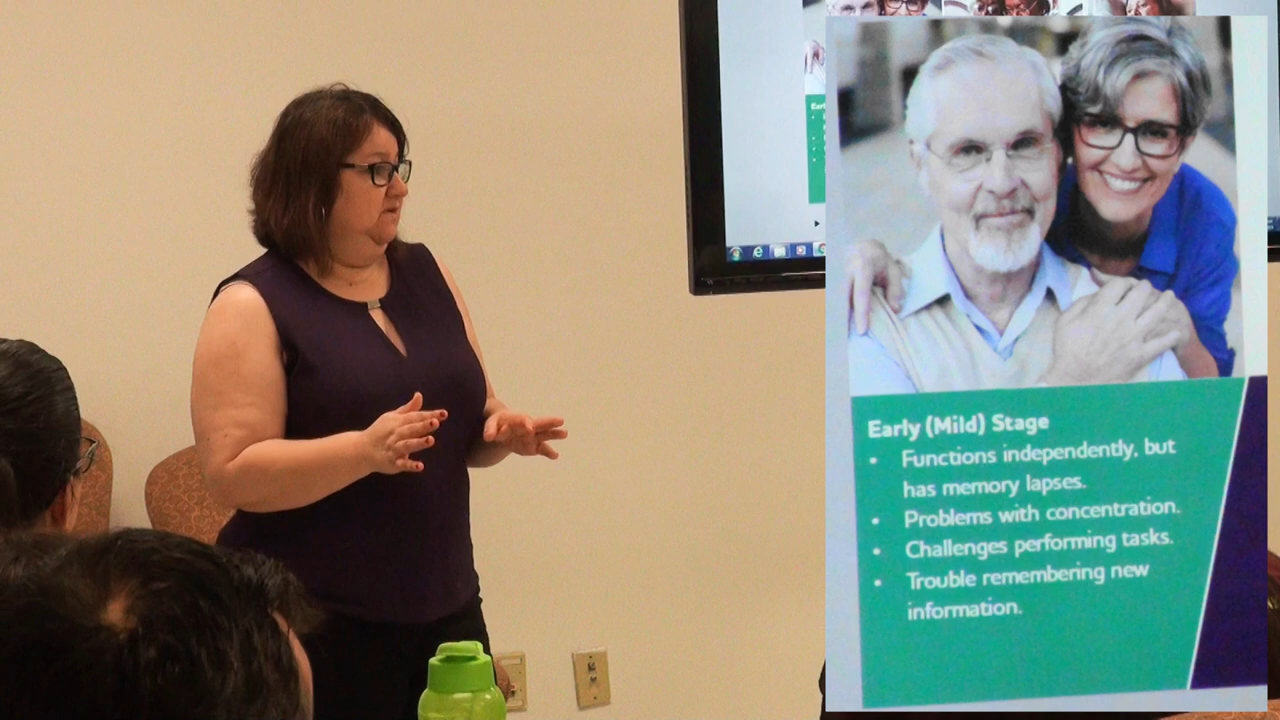 Early (Mild) Stage
• Functions independently, but
has memory lapses.
• Problems with concentration.
• Challenges performing tasks.
• Trouble remembering new
information.